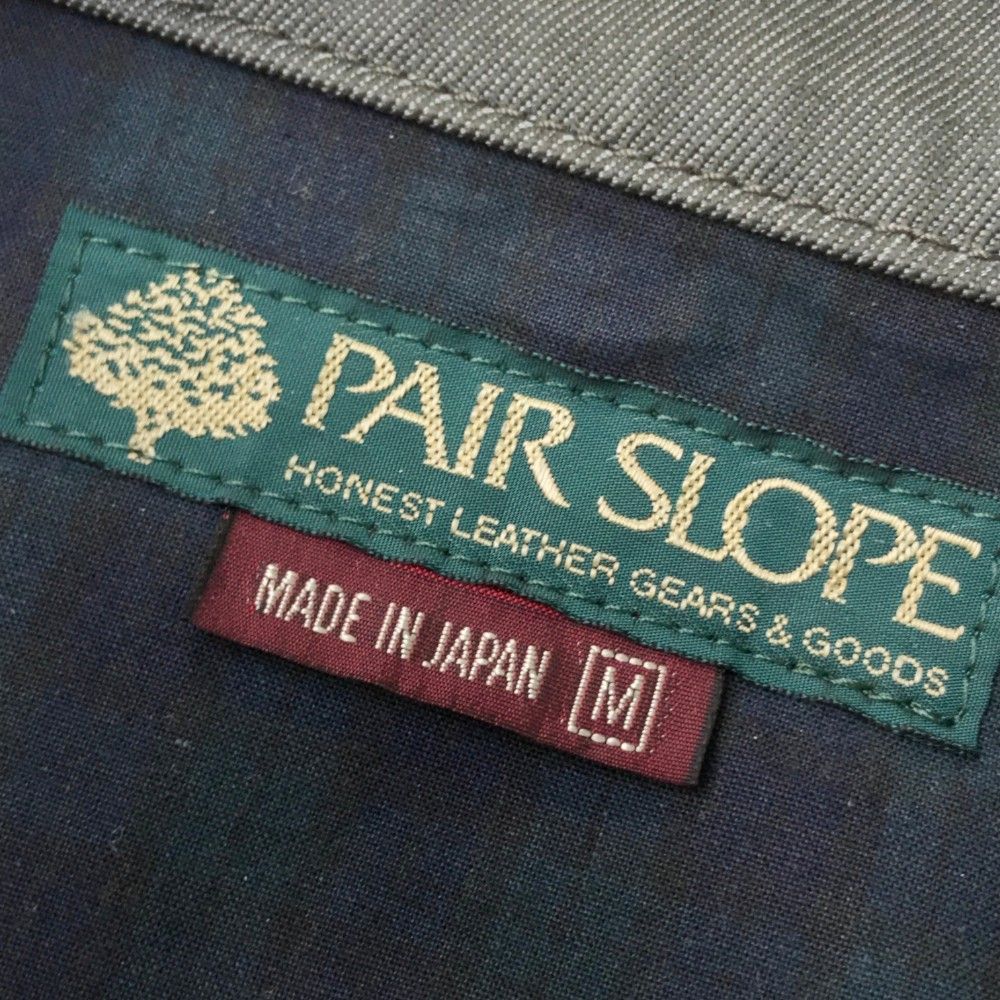 PAIR SLOPE
HONEST LEATHER GEARS & GOODS
MADE IN JAPAN M